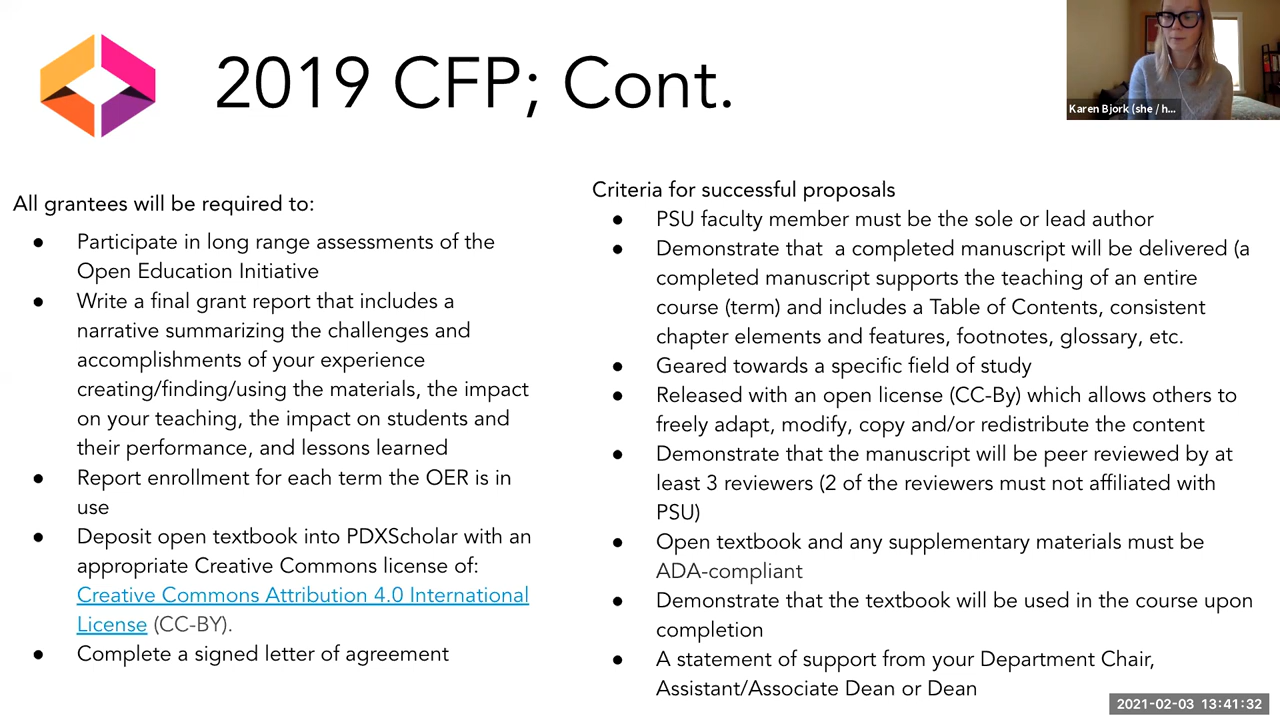 2019 CFP; Cont.
Karen Bjork (she / h...
All grantees will be required to:
● Participate in long range assessments of the
Open Education Initiative
● Write a final grant report that includes a
narrative summarizing the challenges and
accomplishments of your experience
creating/finding/using the materials, the impact
on your teaching, the impact on students and
their performance, and lessons learned
● Report enrollment for each term the OER is in
use
● Deposit open textbook into PDXScholar with an
appropriate Creative Commons license of:
Creative Commons Attribution 4.0 International
License (CC-BY).
● Complete a signed letter of agreement
Criteria for successful proposals
● PSU faculty member must be the sole or lead author
● Demonstrate that a completed manuscript will be delivered (a
completed manuscript supports the teaching of an entire
course (term) and includes a Table of Contents, consistent
chapter elements and features, footnotes, glossary, etc.
● Geared towards a specific field of study
● Released with an open license (CC-By) which allows others to
freely adapt, modify, copy and/or redistribute the content
● Demonstrate that the manuscript will be peer reviewed by at
least 3 reviewers (2 of the reviewers must not affiliated with
PSU)
● Open textbook and any supplementary materials must be
ADA-compliant
● Demonstrate that the textbook will be used in the course upon
completion
● A statement of support from your Department Chair,
Assistant/Associate Dean or Dean
2021-02-03 13:41:32